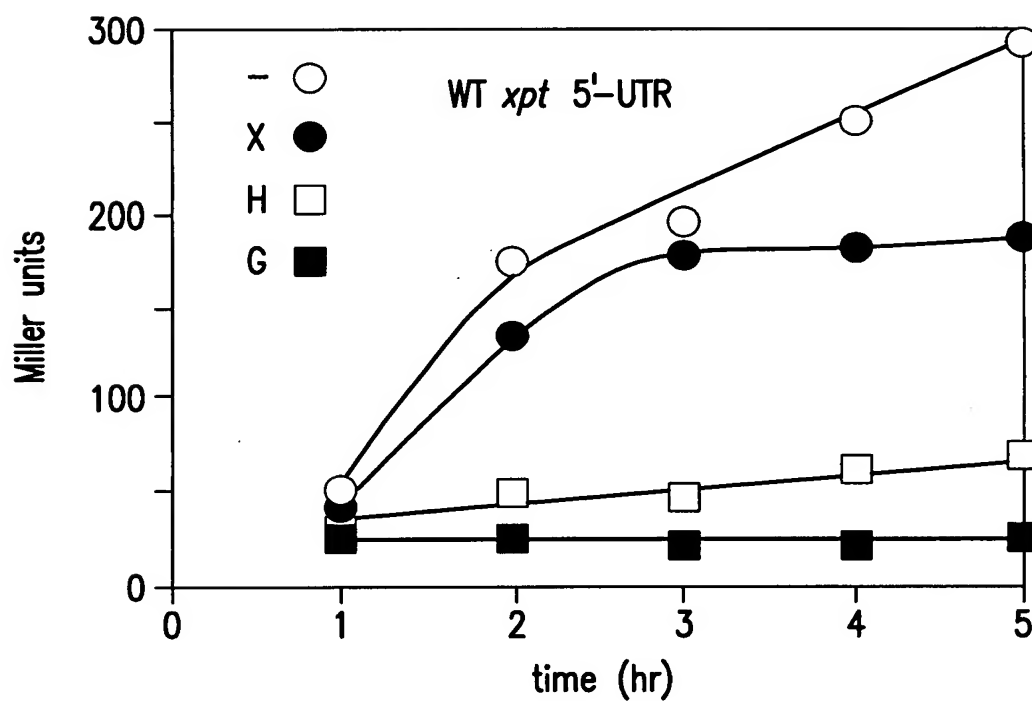 300
200
100
0
Miller units
– 
X
H
G
WT xpt 5'–UTR
0 1 2 3 4 5
time (hr)